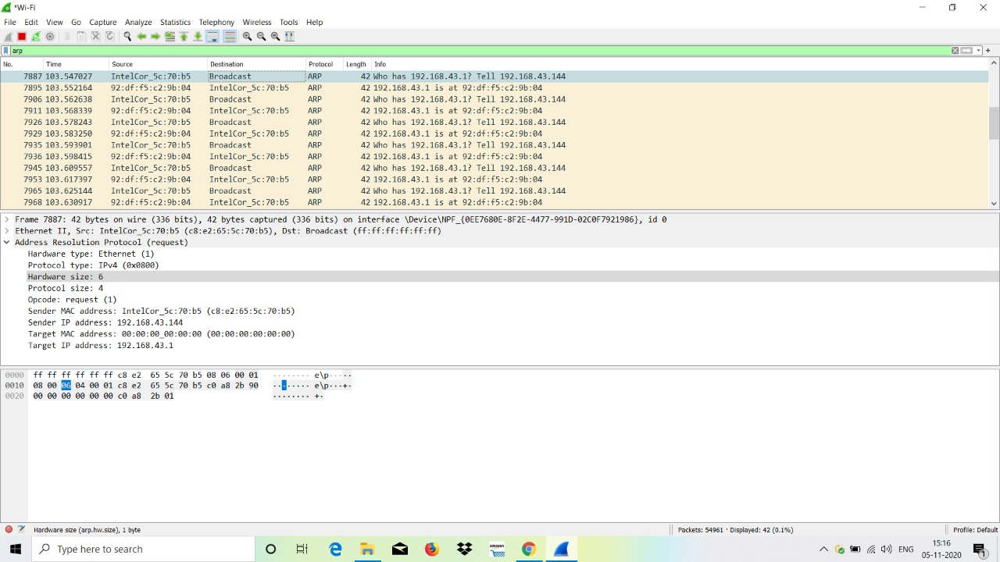 *Wi-Fi
File Edit View Go Capture Analyze Statistics Telephony Wireless Tools Help
arp
No. Time Source Destination Protocol Length Info
7887 103.547027 IntelCor_5c:70:b5 Broadcast ARP 42 Who has 192.168.43.1? Tell 192.168.43.144
7895 103.552164 92:df:f5:c2:9b:04 IntelCor_5c:70:b5 ARP 42 192.168.43.1 is at 92:df:f5:c2:9b:04
7906 103.562638 IntelCor_5c:70:b5 Broadcast ARP 42 Who has 192.168.43.1? Tell 192.168.43.144
7911 103.568339 92:df:f5:c2:9b:04 IntelCor_5c:70:b5 ARP 42 192.168.43.1 is at 92:df:f5:c2:9b:04
7926 103.578243 IntelCor_5c:70:b5 Broadcast ARP 42 Who has 192.168.43.1? Tell 192.168.43.144
7929 103.583250 92:df:f5:c2:9b:04 IntelCor_5c:70:b5 ARP 42 192.168.43.1 is at 92:df:f5:c2:9b:04
7935 103.593901 IntelCor_5c:70:b5 Broadcast ARP 42 Who has 192.168.43.1? Tell 192.168.43.144
7936 103.598415 92:df:f5:c2:9b:04 IntelCor_5c:70:b5 ARP 42 192.168.43.1 is at 92:df:f5:c2:9b:04
7945 103.609557 IntelCor_5c:70:b5 Broadcast ARP 42 Who has 192.168.43.1? Tell 192.168.43.144
7953 103.617397 92:df:f5:c2:9b:04 IntelCor_5c:70:b5 ARP 42 192.168.43.1 is at 92:df:f5:c2:9b:04
7965 103.625144 IntelCor_5c:70:b5 Broadcast ARP 42 Who has 192.168.43.1? Tell 192.168.43.144
7968 103.630917 92:df:f5:c2:9b:04 IntelCor_5c:70:b5 ARP 42 192.168.43.1 is at 92:df:f5:c2:9b:04
Frame 7887: 42 bytes on wire (336 bits), 42 bytes captured (336 bits) on interface \Device\NPF_{0EE7680E-8F2E-4477-991D-02C0F7921986}, id 0
Ethernet II, Src: IntelCor_5c:70:b5 (c8:e2:65:5c:70:b5), Dst: Broadcast (ff:ff:ff:ff:ff:ff)
Address Resolution Protocol (request)
Hardware type: Ethernet (1)
Protocol type: IPv4 (0x0800)
Hardware size: 6
Protocol size: 4
Opcode: request (1)
Sender MAC address: IntelCor_5c:70:b5 (c8:e2:65:5c:70:b5)
Sender IP address: 192.168.43.144
Target MAC address: 00:00:00_00:00:00 (00:00:00:00:00:00)
Target IP address: 192.168.43.1
0000 ff ff ff ff ff ff c8 e2 65 5c 70 b5 08 06 00 01 ········ e\p·····
0010 08 00 06 04 00 01 c8 e2 65 5c 70 b5 c0 a8 2b 90 ········ e\p···+·
0020 00 00 00 00 00 00 c0 a8 2b 01 ········ +·
Hardware size (arp.hw.size), 1 byte Packets: 54961 · Displayed: 42 (0.1%) Profile: Default
Type here to search amazon ENG 15:16
05-11-2020 1